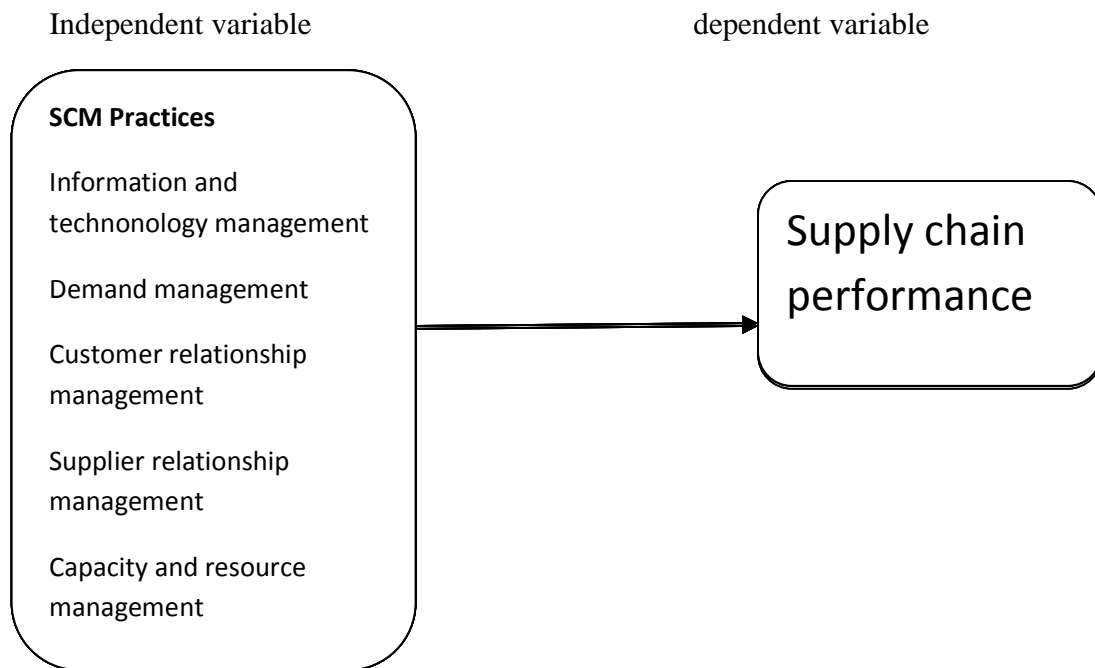 Independent variable
dependent variable
SCM Practices
Information and
technonology management
Demand management
Customer relationship
management
Supplier relationship
management
Capacity and resource
management
Supply chain
performance